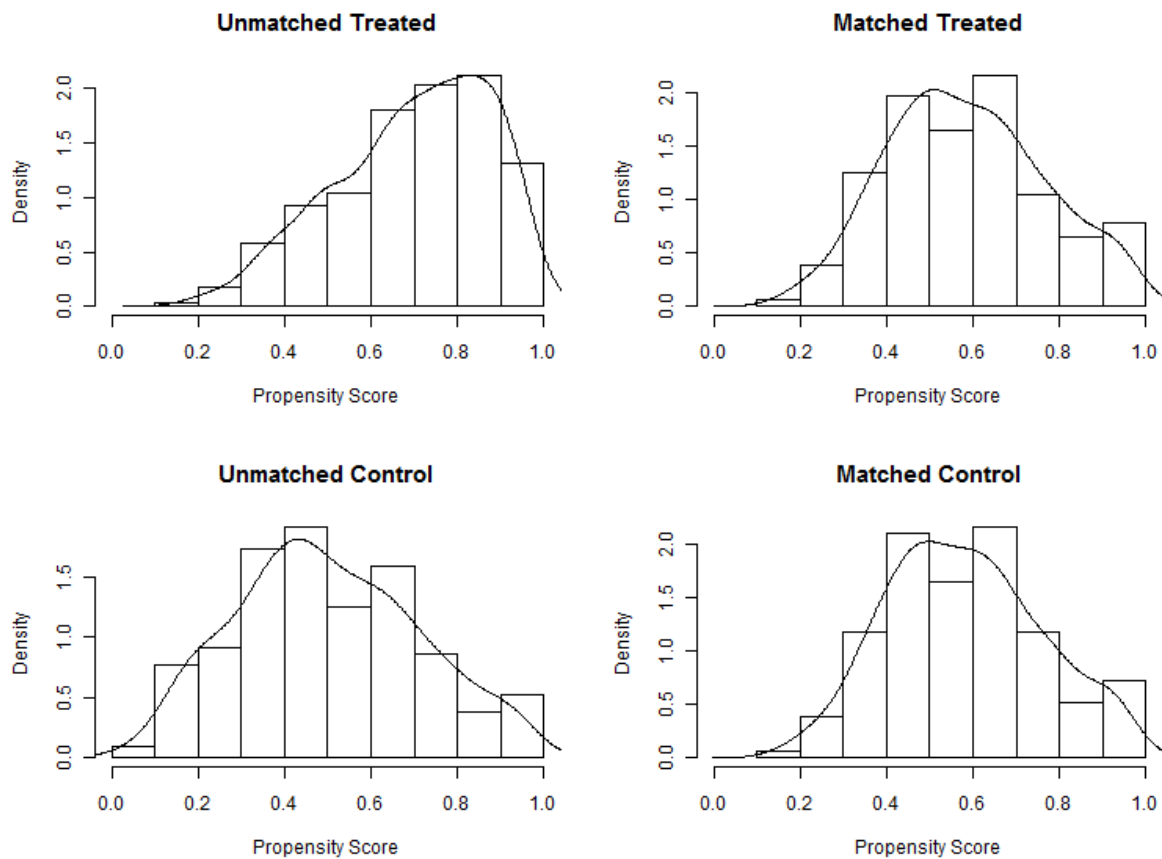 Unmatched Treated
Density
0.0 0.5 1.0 1.5 2.0
0.0 0.2 0.4 0.6 0.8 1.0
Propensity Score
Matched Treated
Density
0.0 0.5 1.0 1.5 2.0
0.0 0.2 0.4 0.6 0.8 1.0
Propensity Score
Unmatched Control
Density
0.0 0.5 1.0 1.5
0.0 0.2 0.4 0.6 0.8 1.0
Propensity Score
Matched Control
Density
0.0 0.5 1.0 1.5 2.0
0.0 0.2 0.4 0.6 0.8 1.0
Propensity Score